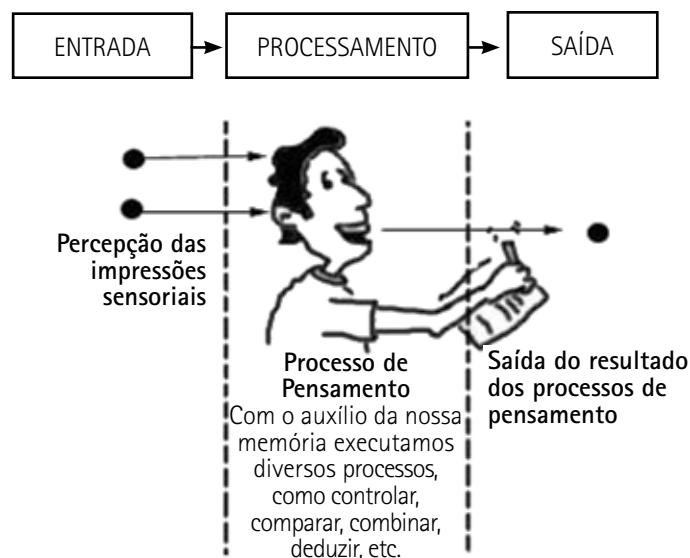 ENTRADA
PROCESSAMENTO
SAÍDA
Percepção das
impressões
sensoriais
Processo de
Pensamento
Com o auxílio da nossa
memória executamos
diversos processos,
como controlar,
comparar, combinar,
deduzir, etc.
Saída do resultado
dos processos de
pensamento